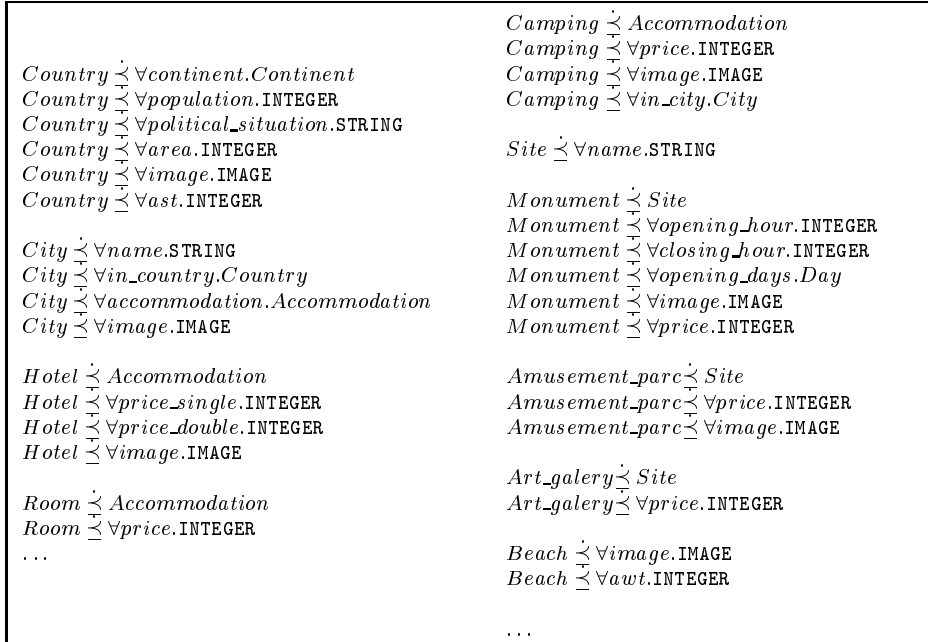 Country ⪯̇ ∀continent.Continent
Country ⪯̇ ∀population.INTEGER
Country ⪯̇ ∀political_situation.STRING
Country ⪯̇ ∀area.INTEGER
Country ⪯̇ ∀image.IMAGE
Country ⪯̇ ∀ast.INTEGER
City ⪯̇ ∀name.STRING
City ⪯̇ ∀in_country.Country
City ⪯̇ ∀accommodation.Accommodation
City ⪯̇ ∀image.IMAGE
Hotel ⪯̇ Accommodation
Hotel ⪯̇ ∀price_single.INTEGER
Hotel ⪯̇ ∀price_double.INTEGER
Hotel ⪯̇ ∀image.IMAGE
Room ⪯̇ Accommodation
Room ⪯̇ ∀price.INTEGER
...
Camping ⪯̇ Accommodation
Camping ⪯̇ ∀price.INTEGER
Camping ⪯̇ ∀image.IMAGE
Camping ⪯̇ ∀in_city.City
Site ⪯̇ ∀name.STRING
Monument ⪯̇ Site
Monument ⪯̇ ∀opening_hour.INTEGER
Monument ⪯̇ ∀closing_hour.INTEGER
Monument ⪯̇ ∀opening_days.Day
Monument ⪯̇ ∀image.IMAGE
Monument ⪯̇ ∀price.INTEGER
Amusement_parc ⪯̇ Site
Amusement_parc ⪯̇ ∀price.INTEGER
Amusement_parc ⪯̇ ∀image.IMAGE
Art_galery ⪯̇ Site
Art_galery ⪯̇ ∀price.INTEGER
Beach ⪯̇ ∀image.IMAGE
Beach ⪯̇ ∀awt.INTEGER
...